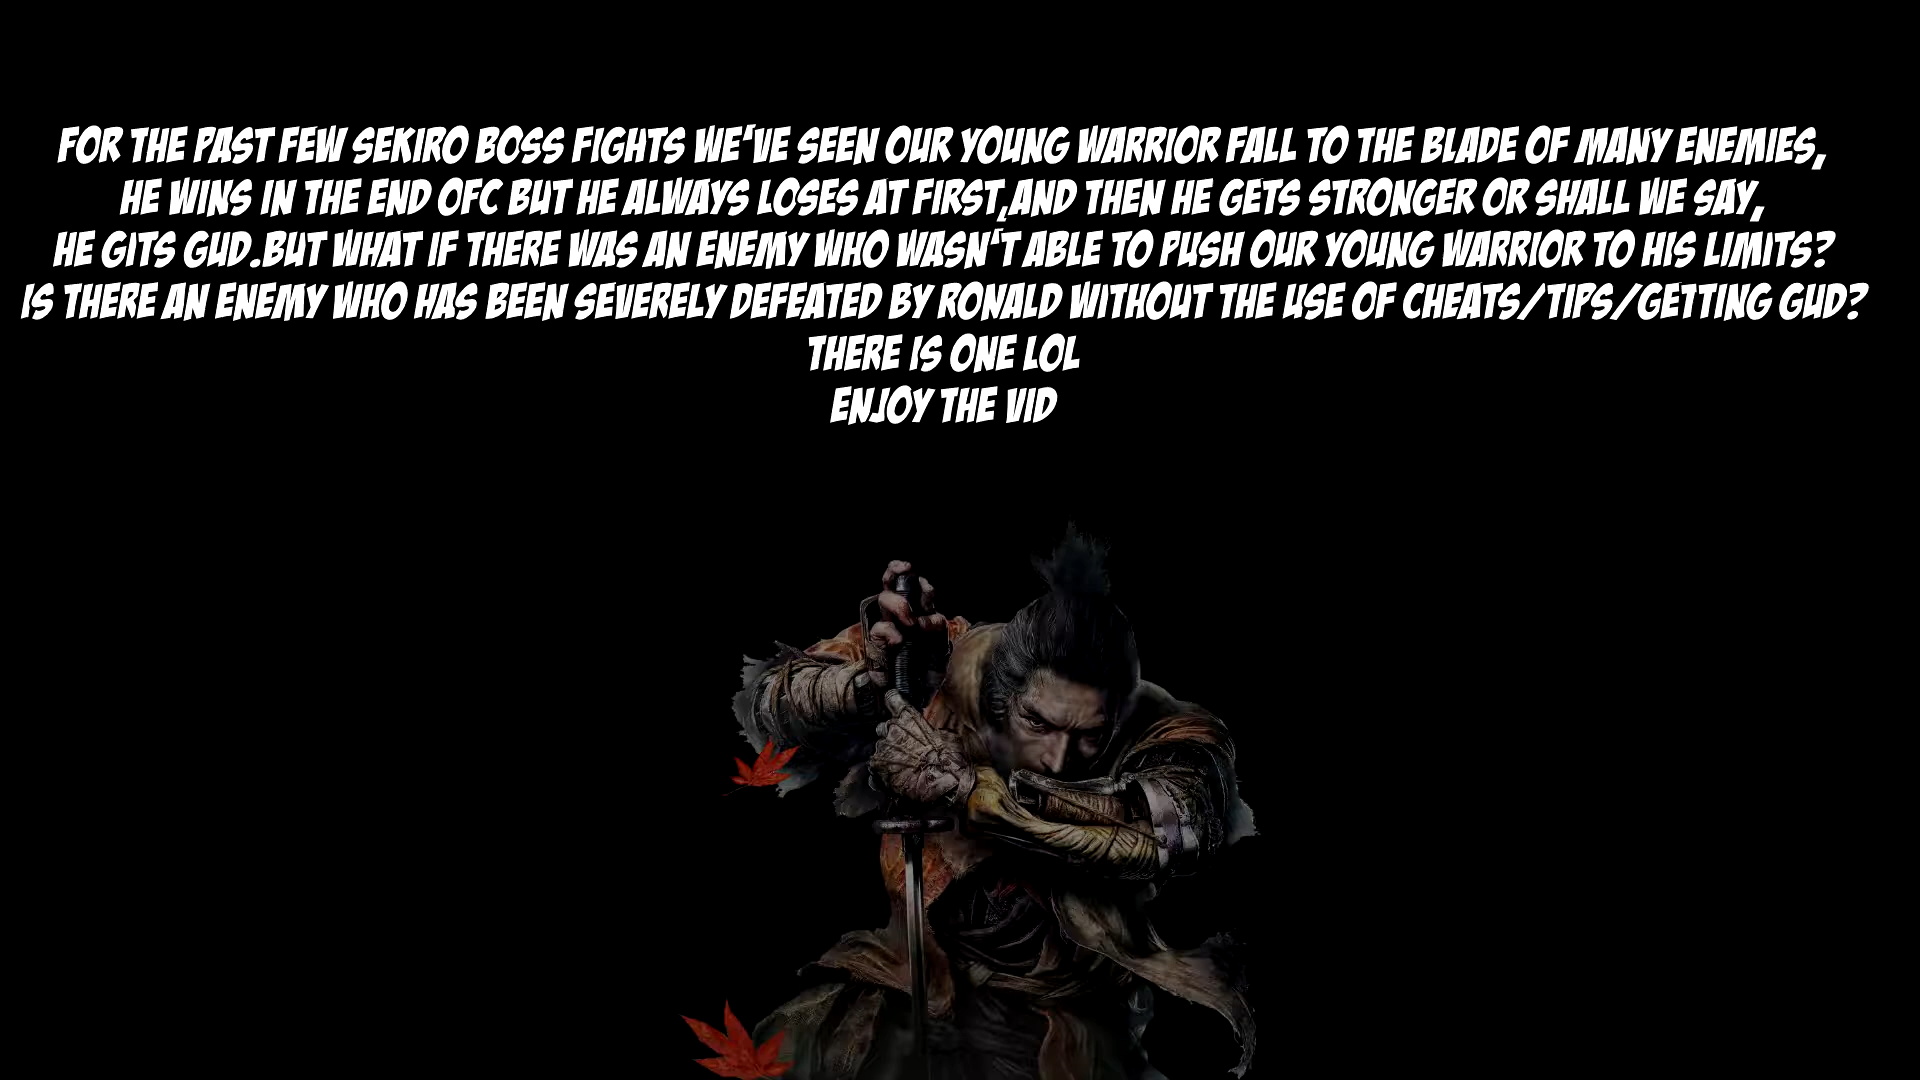 FOR THE PAST FEW SEKIRO BOSS FIGHTS WE'VE SEEN OUR YOUNG WARRIOR FALL TO THE BLADE OF MANY ENEMIES,
HE WINS IN THE END OFC BUT HE ALWAYS LOSES AT FIRST,AND THEN HE GETS STRONGER OR SHALL WE SAY,
HE GITS GUD.BUT WHAT IF THERE WAS AN ENEMY WHO WASN'T ABLE TO PUSH OUR YOUNG WARRIOR TO HIS LIMITS?
IS THERE AN ENEMY WHO HAS BEEN SEVERELY DEFEATED BY RONALD WITHOUT THE USE OF CHEATS/TIPS/GETTING GUD?
THERE IS ONE LOL
ENJOY THE VID